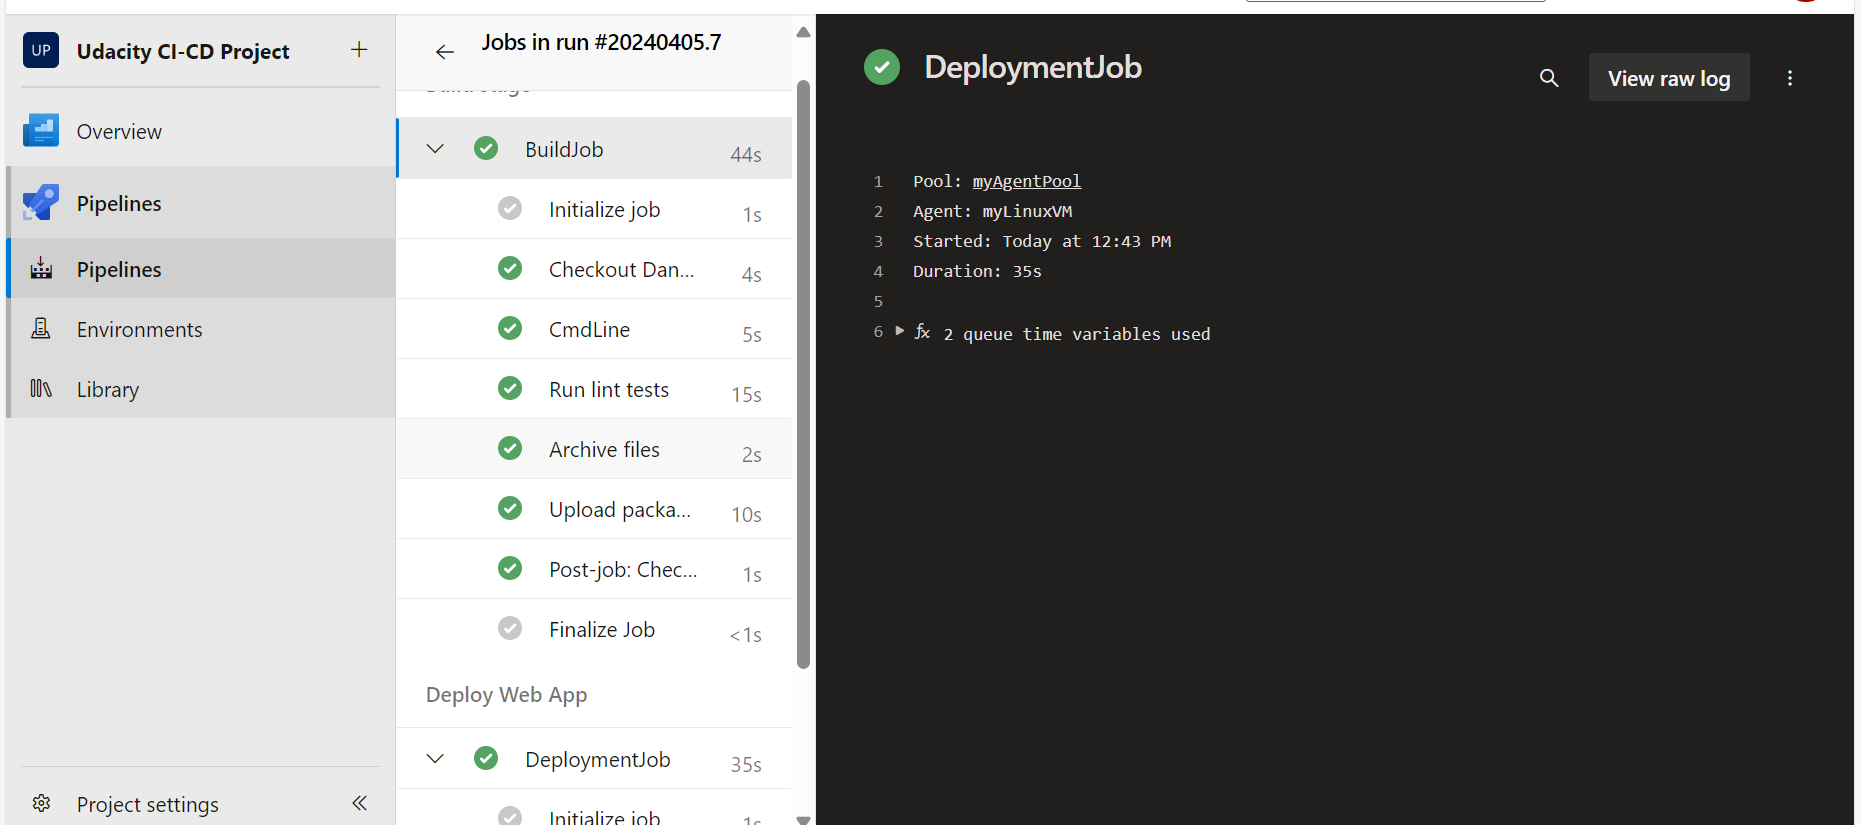 UP
Udacity CI-CD Project
Overview
Pipelines
Pipelines
Environments
Library
Project settings
Jobs in run #20240405.7
BuildJob 44s
Initialize job 1s
Checkout Dan... 4s
CmdLine 5s
Run lint tests 15s
Archive files 2s
Upload packa... 10s
Post-job: Chec... 1s
Finalize Job <1s
Deploy Web App
DeploymentJob 35s
Initialize job 1s
DeploymentJob
View raw log
1 Pool: myAgentPool
2 Agent: myLinuxVM
3 Started: Today at 12:43 PM
4 Duration: 35s
5
6 fx 2 queue time variables used